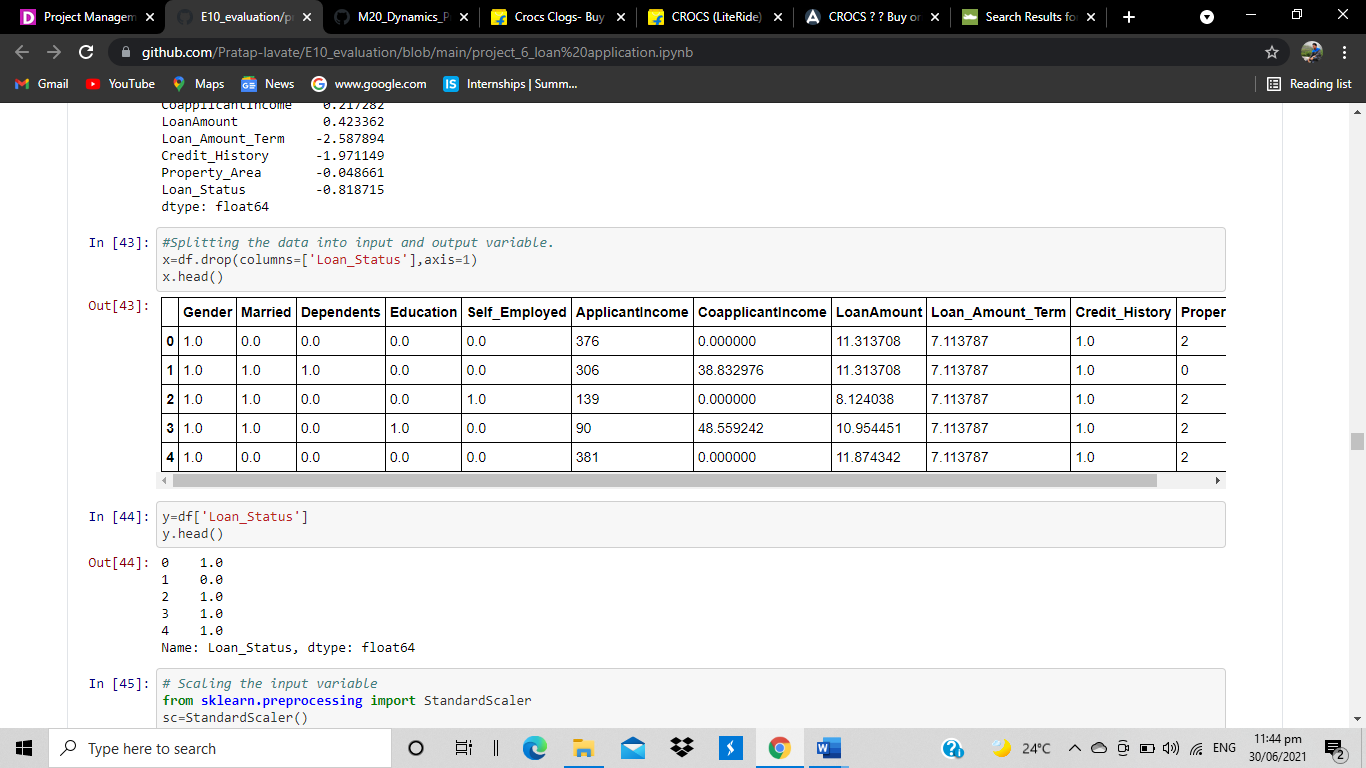 Project Managem
E10_evaluation/p
M20_Dynamics_P
Crocs Clogs- Buy
CROCS (LiteRide)
CROCS ? ? Buy or
Search Results fo
github.com/Pratap-lavate/E10_evaluation/blob/main/project_6_loan%20application.ipynb
Gmail YouTube Maps News www.google.com Internships | Summ... Reading list
CoapplicantIncome 0.217282
LoanAmount 0.423362
Loan_Amount_Term -2.587894
Credit_History -1.971149
Property_Area -0.048661
Loan_Status -0.818715
dtype: float64
In [43]: #Splitting the data into input and output variable.
x=df.drop(columns=['Loan_Status'],axis=1)
x.head()
Out[43]:
Gender Married Dependents Education Self_Employed ApplicantIncome CoapplicantIncome LoanAmount Loan_Amount_Term Credit_History Proper
0 1.0 0.0 0.0 0.0 0.0 376 0.000000 11.313708 7.113787 1.0 2
1 1.0 1.0 1.0 0.0 0.0 306 38.832976 11.313708 7.113787 1.0 0
2 1.0 1.0 0.0 0.0 1.0 139 0.000000 8.124038 7.113787 1.0 2
3 1.0 1.0 0.0 1.0 0.0 90 48.559242 10.954451 7.113787 1.0 2
4 1.0 0.0 0.0 0.0 0.0 381 0.000000 11.874342 7.113787 1.0 2
In [44]: y=df['Loan_Status']
y.head()
Out[44]: 0 1.0
1 0.0
2 1.0
3 1.0
4 1.0
Name: Loan_Status, dtype: float64
In [45]: # Scaling the input variable
from sklearn.preprocessing import StandardScaler
sc=StandardScaler()
Type here to search
24°C
ENG
11:44 pm
30/06/2021
2